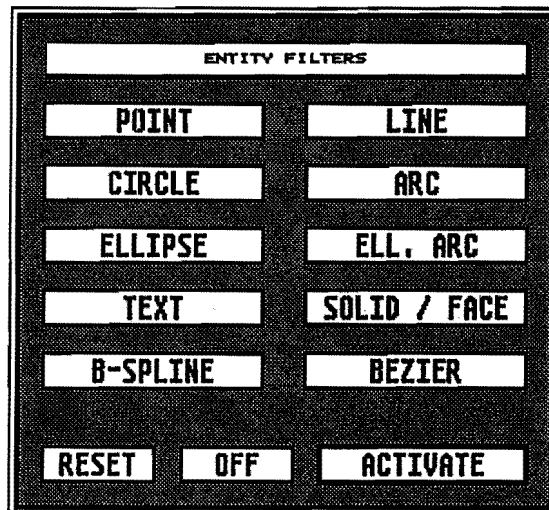 ENTITY FILTERS
POINT LINE
CIRCLE ARC
ELLIPSE ELL. ARC
TEXT SOLID / FACE
B-SPLINE BEZIER
RESET OFF ACTIVATE